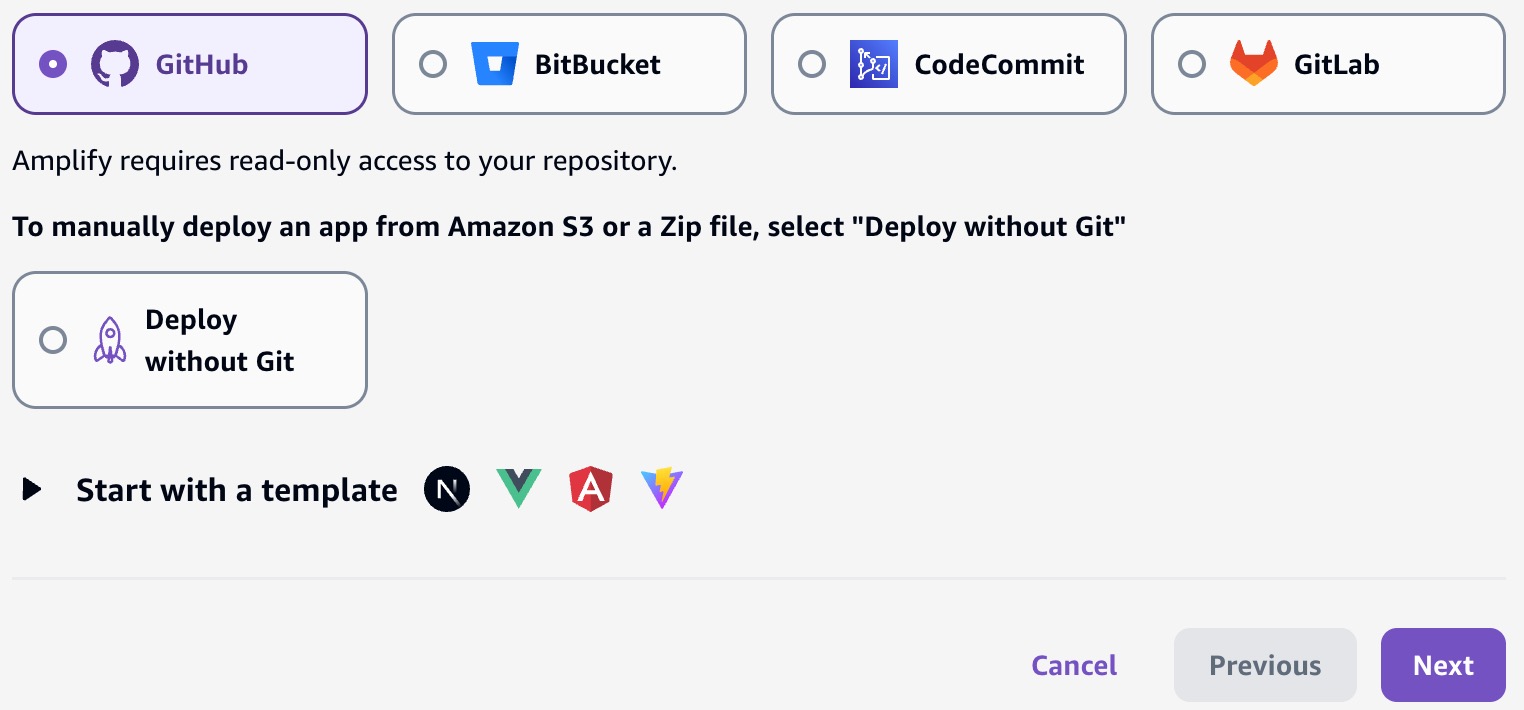 GitHub
BitBucket
CodeCommit
GitLab
Amplify requires read-only access to your repository.
To manually deploy an app from Amazon S3 or a Zip file, select "Deploy without Git"
Deploy
without Git
Start with a template
Cancel
Previous
Next